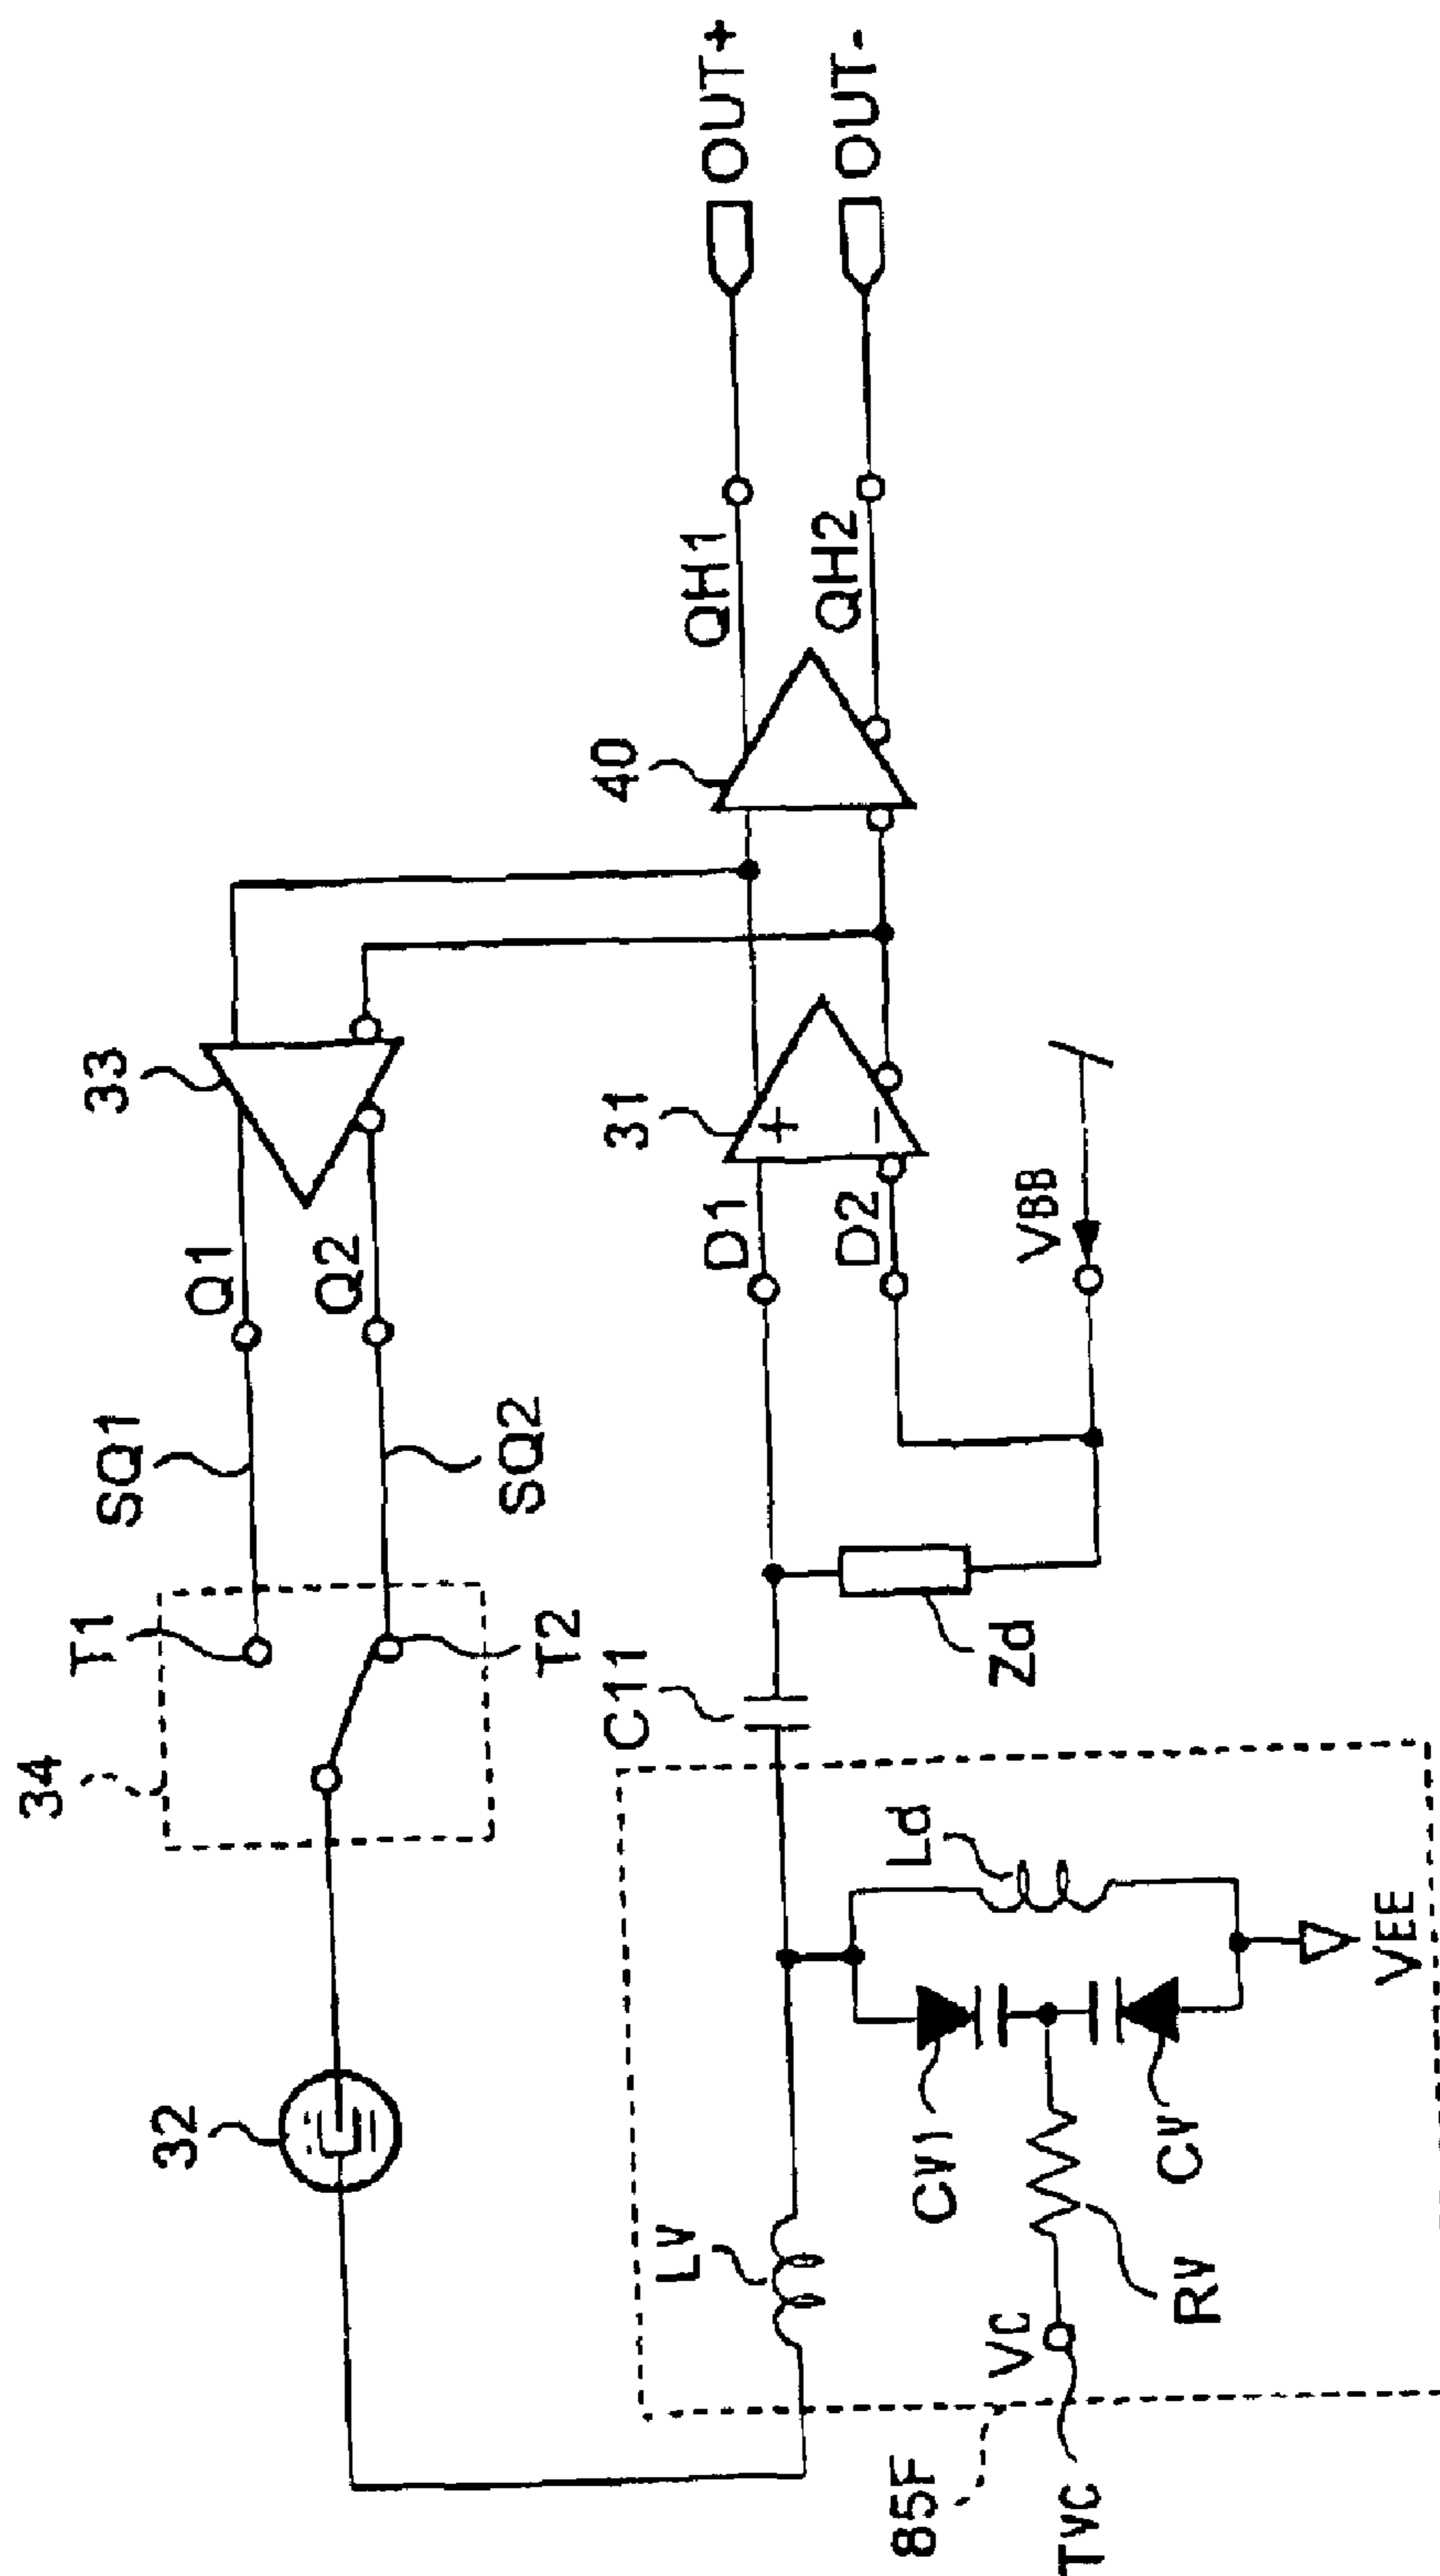 34
T1
SQ1
Q1
33
32
T2
SQ2
Q2
C11
D1
31
40
QH1
OUT+
LV
Ld
Zd
D2
QH2
OUT-
CV1
VBB
VC
RV
CV
VEE
85F
TVC
+
-